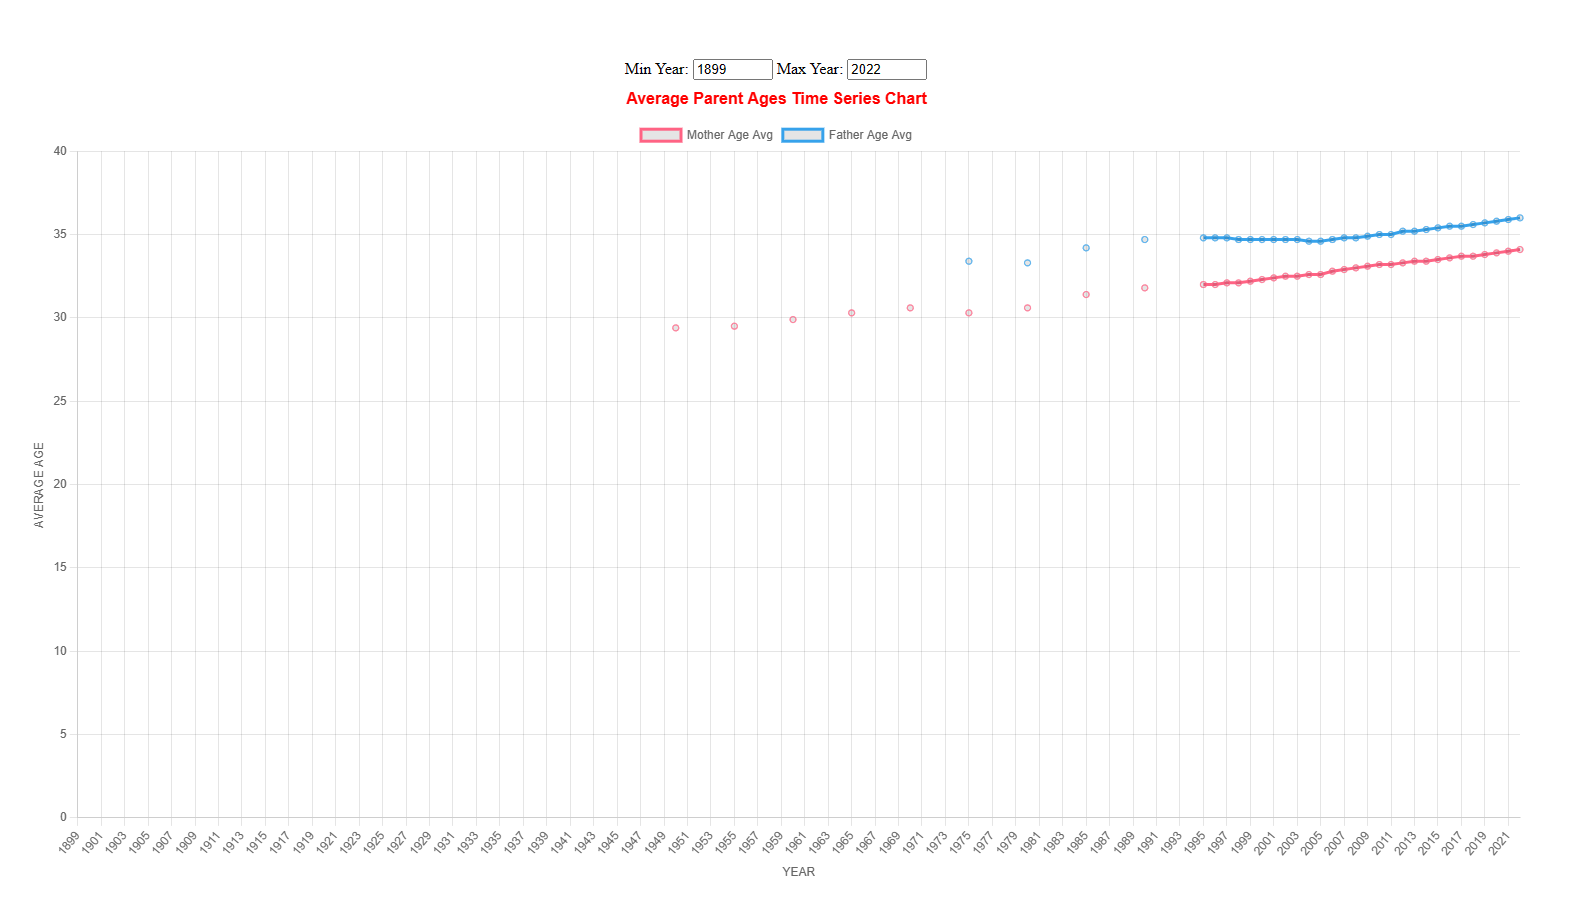 Min Year: 1899 Max Year: 2022
Average Parent Ages Time Series Chart
Mother Age Avg Father Age Avg
40
35
30
25
20
15
10
5
0
AVERAGE AGE
1899 1901 1903 1905 1907 1909 1911 1913 1915 1917 1919 1921 1923 1925 1927 1929 1931 1933 1935 1937 1939 1941 1943 1945 1947 1949 1951 1953 1955 1957 1959 1961 1963 1965 1967 1969 1971 1973 1975 1977 1979 1981 1983 1985 1987 1989 1991 1993 1995 1997 1999 2001 2003 2005 2007 2009 2011 2013 2015 2017 2019 2021
YEAR